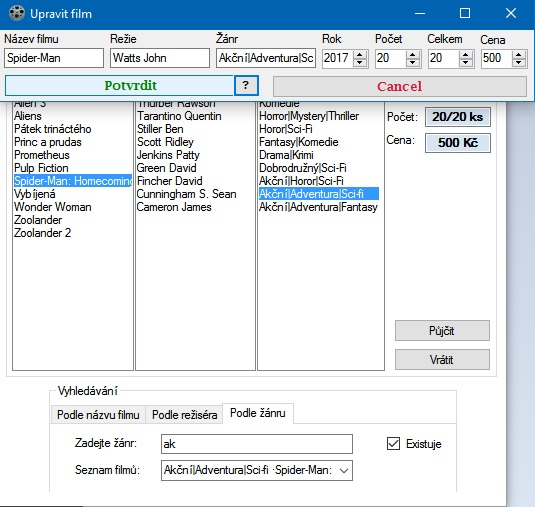 Upravit film
Název filmu Režie Žánr Rok Počet Celkem Cena
Spider-Man Watts John Akční|Adventura|Sc 2017 20 20 500
Potvrdit ? Cancel
Alien 3 Thurber Rawson Komedie
Aliens Tarantino Quentin Horror|Mystery|Thriller Počet: 20/20 ks
Pátek trináctého Stiller Ben Horor|Sci-Fi
Princ a prudas Scott Ridley Fantasy|Komedie Cena: 500 Kč
Prometheus Jenkins Patty Drama|Krimi
Pulp Fiction Green David Dobrodružný|Sci-Fi
Spider-Man: Homecoming Fincher David Akční|Horor|Sci-Fi
Vybíjená Cunningham S. Sean Akční|Adventura|Sci-fi
Wonder Woman Cameron James Akční|Adventura|Fantasy
Zoolander
Zoolander 2
Půjčit
Vrátit
Vyhledávání
Podle názvu filmu Podle režiséra Podle žánru
Zadejte žánr: ak Existuje
Seznam filmů: Akční|Adventura|Sci-fi -Spider-Man: